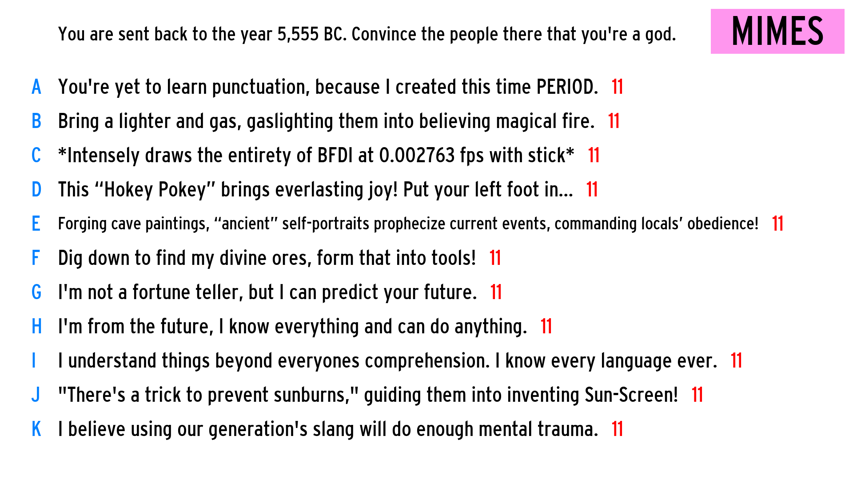 You are sent back to the year 5,555 BC. Convince the people there that you're a god.
MIMES
A You're yet to learn punctuation, because I created this time PERIOD. 11
B Bring a lighter and gas, gaslighting them into believing magical fire. 11
C *Intensely draws the entirety of BFDI at 0.002763 fps with stick* 11
D This “Hokey Pokey” brings everlasting joy! Put your left foot in... 11
E Forging cave paintings, “ancient” self-portraits prophecize current events, commanding locals’ obedience! 11
F Dig down to find my divine ores, form that into tools! 11
G I'm not a fortune teller, but I can predict your future. 11
H I'm from the future, I know everything and can do anything. 11
I I understand things beyond everyones comprehension. I know every language ever. 11
J "There's a trick to prevent sunburns," guiding them into inventing Sun-Screen! 11
K I believe using our generation's slang will do enough mental trauma. 11